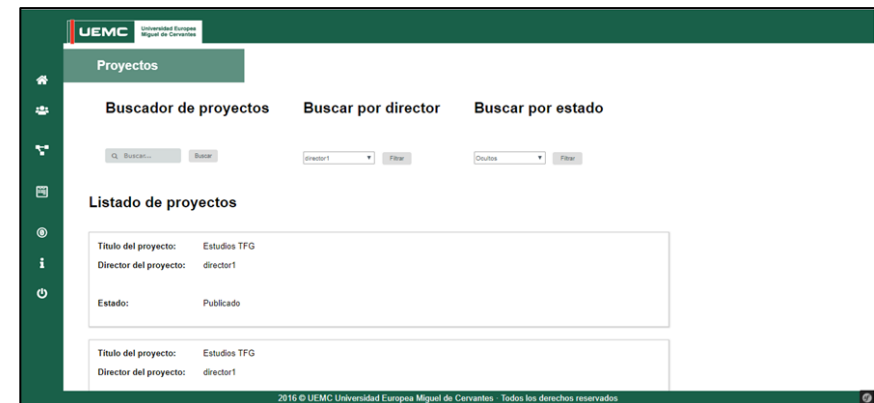 UEMC Universidad Europea
Miguel de Cervantes
Proyectos
Buscador de proyectos Buscar por director Buscar por estado
Buscar... Buscar director1 Filtrar Ocultos Filtrar
Listado de proyectos
Título del proyecto: Estudios TFG
Director del proyecto: director1
Estado: Publicado
Título del proyecto: Estudios TFG
Director del proyecto: director1
2016 © UEMC Universidad Europea Miguel de Cervantes · Todos los derechos reservados